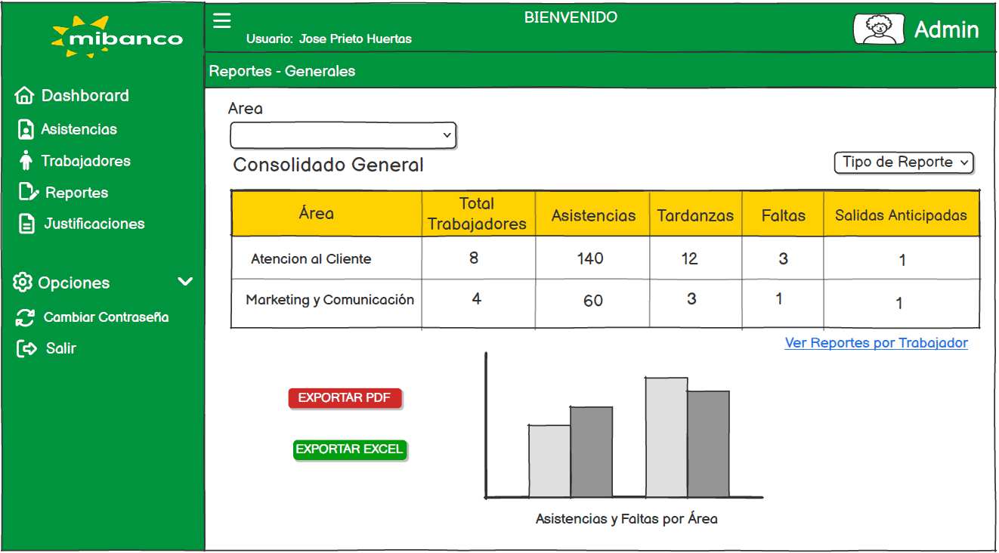 mibanco
BIENVENIDO
Usuario: Jose Prieto Huertas
Admin
Reportes - Generales
Dashborard
Asistencias
Trabajadores
Reportes
Justificaciones
Opciones
Cambiar Contraseña
Salir
Area
Consolidado General
Tipo de Reporte
Área
Total
Trabajadores
Asistencias
Tardanzas
Faltas
Salidas Anticipadas
Atencion al Cliente 8 140 12 3 1
Marketing y Comunicación 4 60 3 1 1
Ver Reportes por Trabajador
EXPORTAR PDF
EXPORTAR EXCEL
Asistencias y Faltas por Área